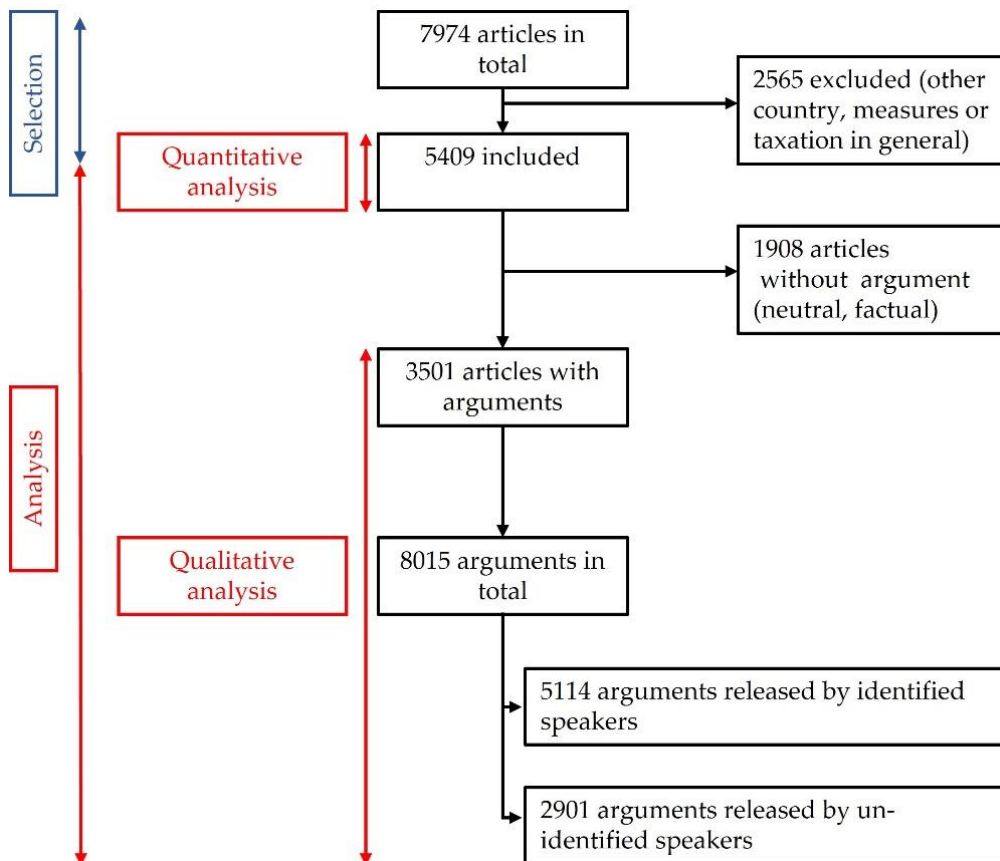 Selection
7974 articles in
total
2565 excluded (other
country, measures or
taxation in general)
Quantitative
analysis
5409 included
1908 articles
without argument
(neutral, factual)
3501 articles with
arguments
Analysis
Qualitative
analysis
8015 arguments in
total
5114 arguments released by identified
speakers
2901 arguments released by un-
identified speakers